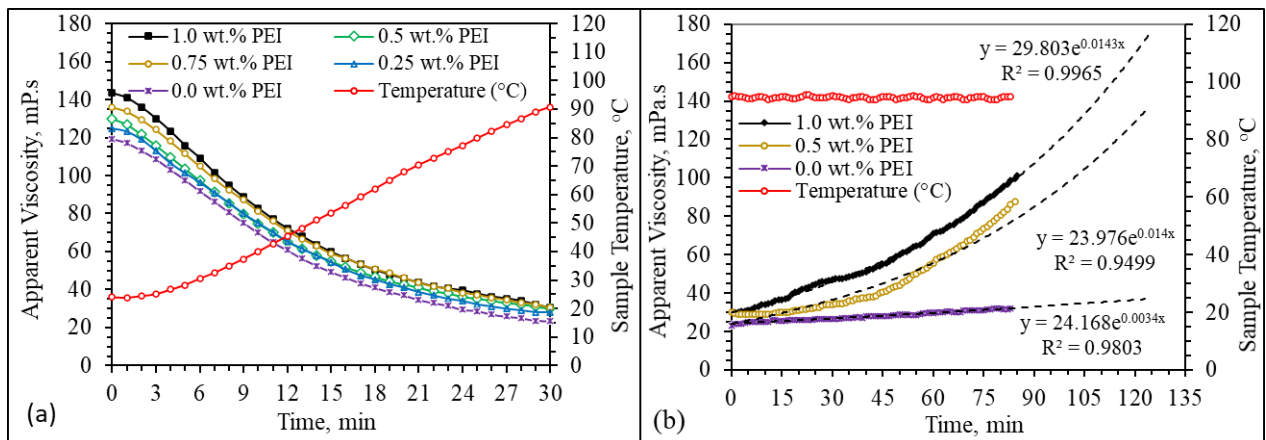 180
160
140
120
100
80
60
40
20
0
Apparent Viscosity, mP.s
1.0 wt.% PEI
0.5 wt.% PEI
0.75 wt.% PEI
0.25 wt.% PEI
0.0 wt.% PEI
Temperature (°C)
120
110
100
90
80
70
60
50
40
30
20
10
0
Sample Temperature, °C
0 3 6 9 12 15 18 21 24 27 30
Time, min
(a)
180
160
140
120
100
80
60
40
20
0
Apparent Viscosity, mPa.s
y = 29.803e^0.0143x
R² = 0.9965
1.0 wt.% PEI
0.5 wt.% PEI
0.0 wt.% PEI
Temperature (°C)
y = 23.976e^0.014x
R² = 0.9499
y = 24.168e^0.0034x
R² = 0.9803
120
100
80
60
40
20
0
Sample Temperature, °C
0 15 30 45 60 75 90 105 120 135
Time, min
(b)